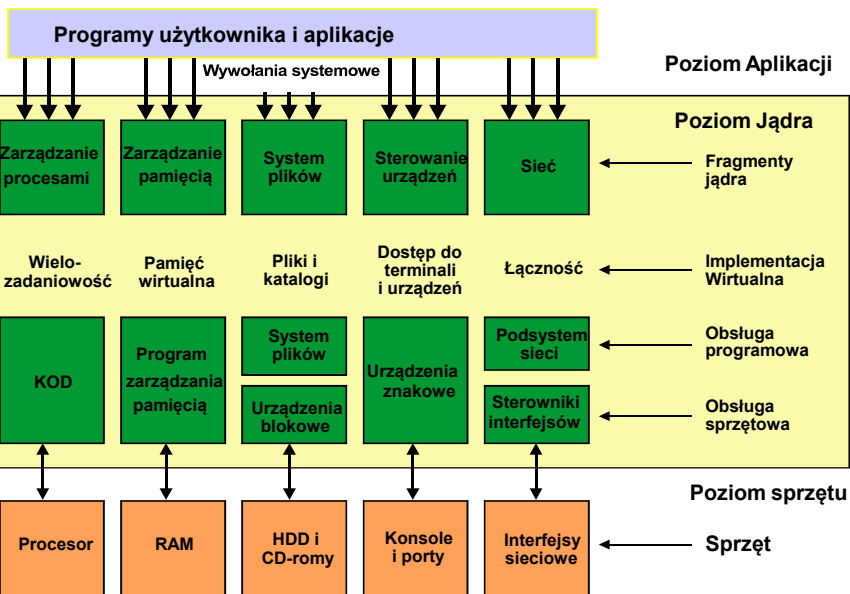 Programy użytkownika i aplikacje
Wywołania systemowe
Poziom Aplikacji
Poziom Jądra
Zarządzanie
procesami
Zarządzanie
pamięcią
System
plików
Sterowanie
urządzeń
Sieć
Fragmenty
jądra
Wielo-
zadaniowość
Pamięć
wirtualna
Pliki i
katalogi
Dostęp do
terminali
i urządzeń
Łączność
Implementacja
Wirtualna
KOD
Program
zarządzania
pamięcią
System
plików
Urządzenia
blokowe
Urządzenia
znakowe
Podsystem
sieci
Sterowniki
interfejsów
Obsługa
programowa
Obsługa
sprzętowa
Poziom sprzętu
Procesor
RAM
HDD i
CD-romy
Konsole
i porty
Interfejsy
sieciowe
Sprzęt